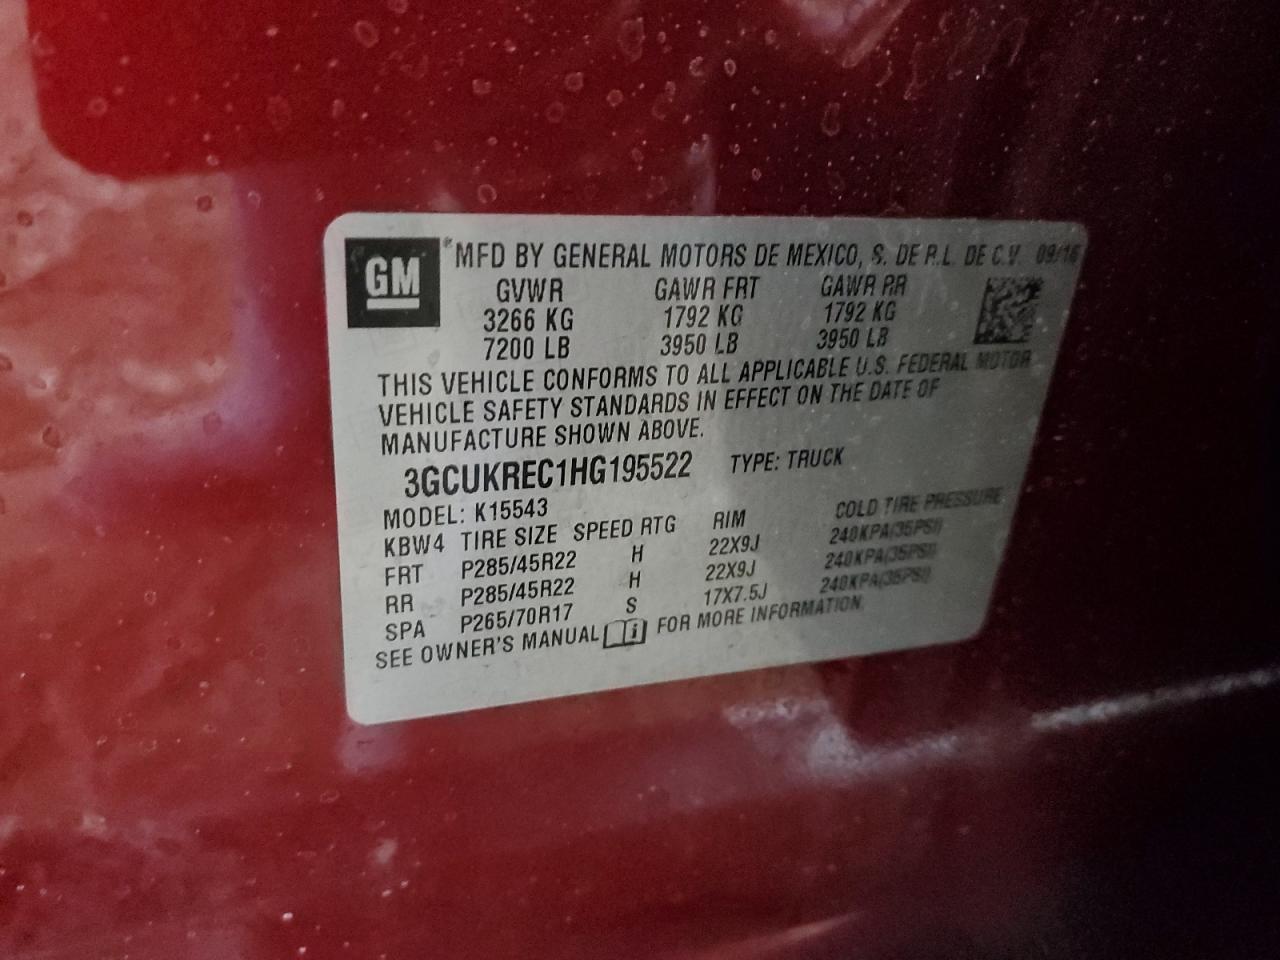 GM
*MFD BY GENERAL MOTORS DE MEXICO, S. DE R.L. DE C.V. 09/16
GVWR GAWR FRT GAWR RR
3266 KG 1792 KG 1792 KG
7200 LB 3950 LB 3950 LB
THIS VEHICLE CONFORMS TO ALL APPLICABLE U.S. FEDERAL MOTOR
VEHICLE SAFETY STANDARDS IN EFFECT ON THE DATE OF
MANUFACTURE SHOWN ABOVE.
3GCUKREC1HG195522 TYPE: TRUCK
MODEL: K15543
KBW4 TIRE SIZE SPEED RTG RIM COLD TIRE PRESSURE
FRT P285/45R22 H 22X9J 240KPA(35PSI)
RR P285/45R22 H 22X9J 240KPA(35PSI)
SPA P265/70R17 S 17X7.5J 240KPA(35PSI)
SEE OWNER'S MANUAL i FOR MORE INFORMATION.